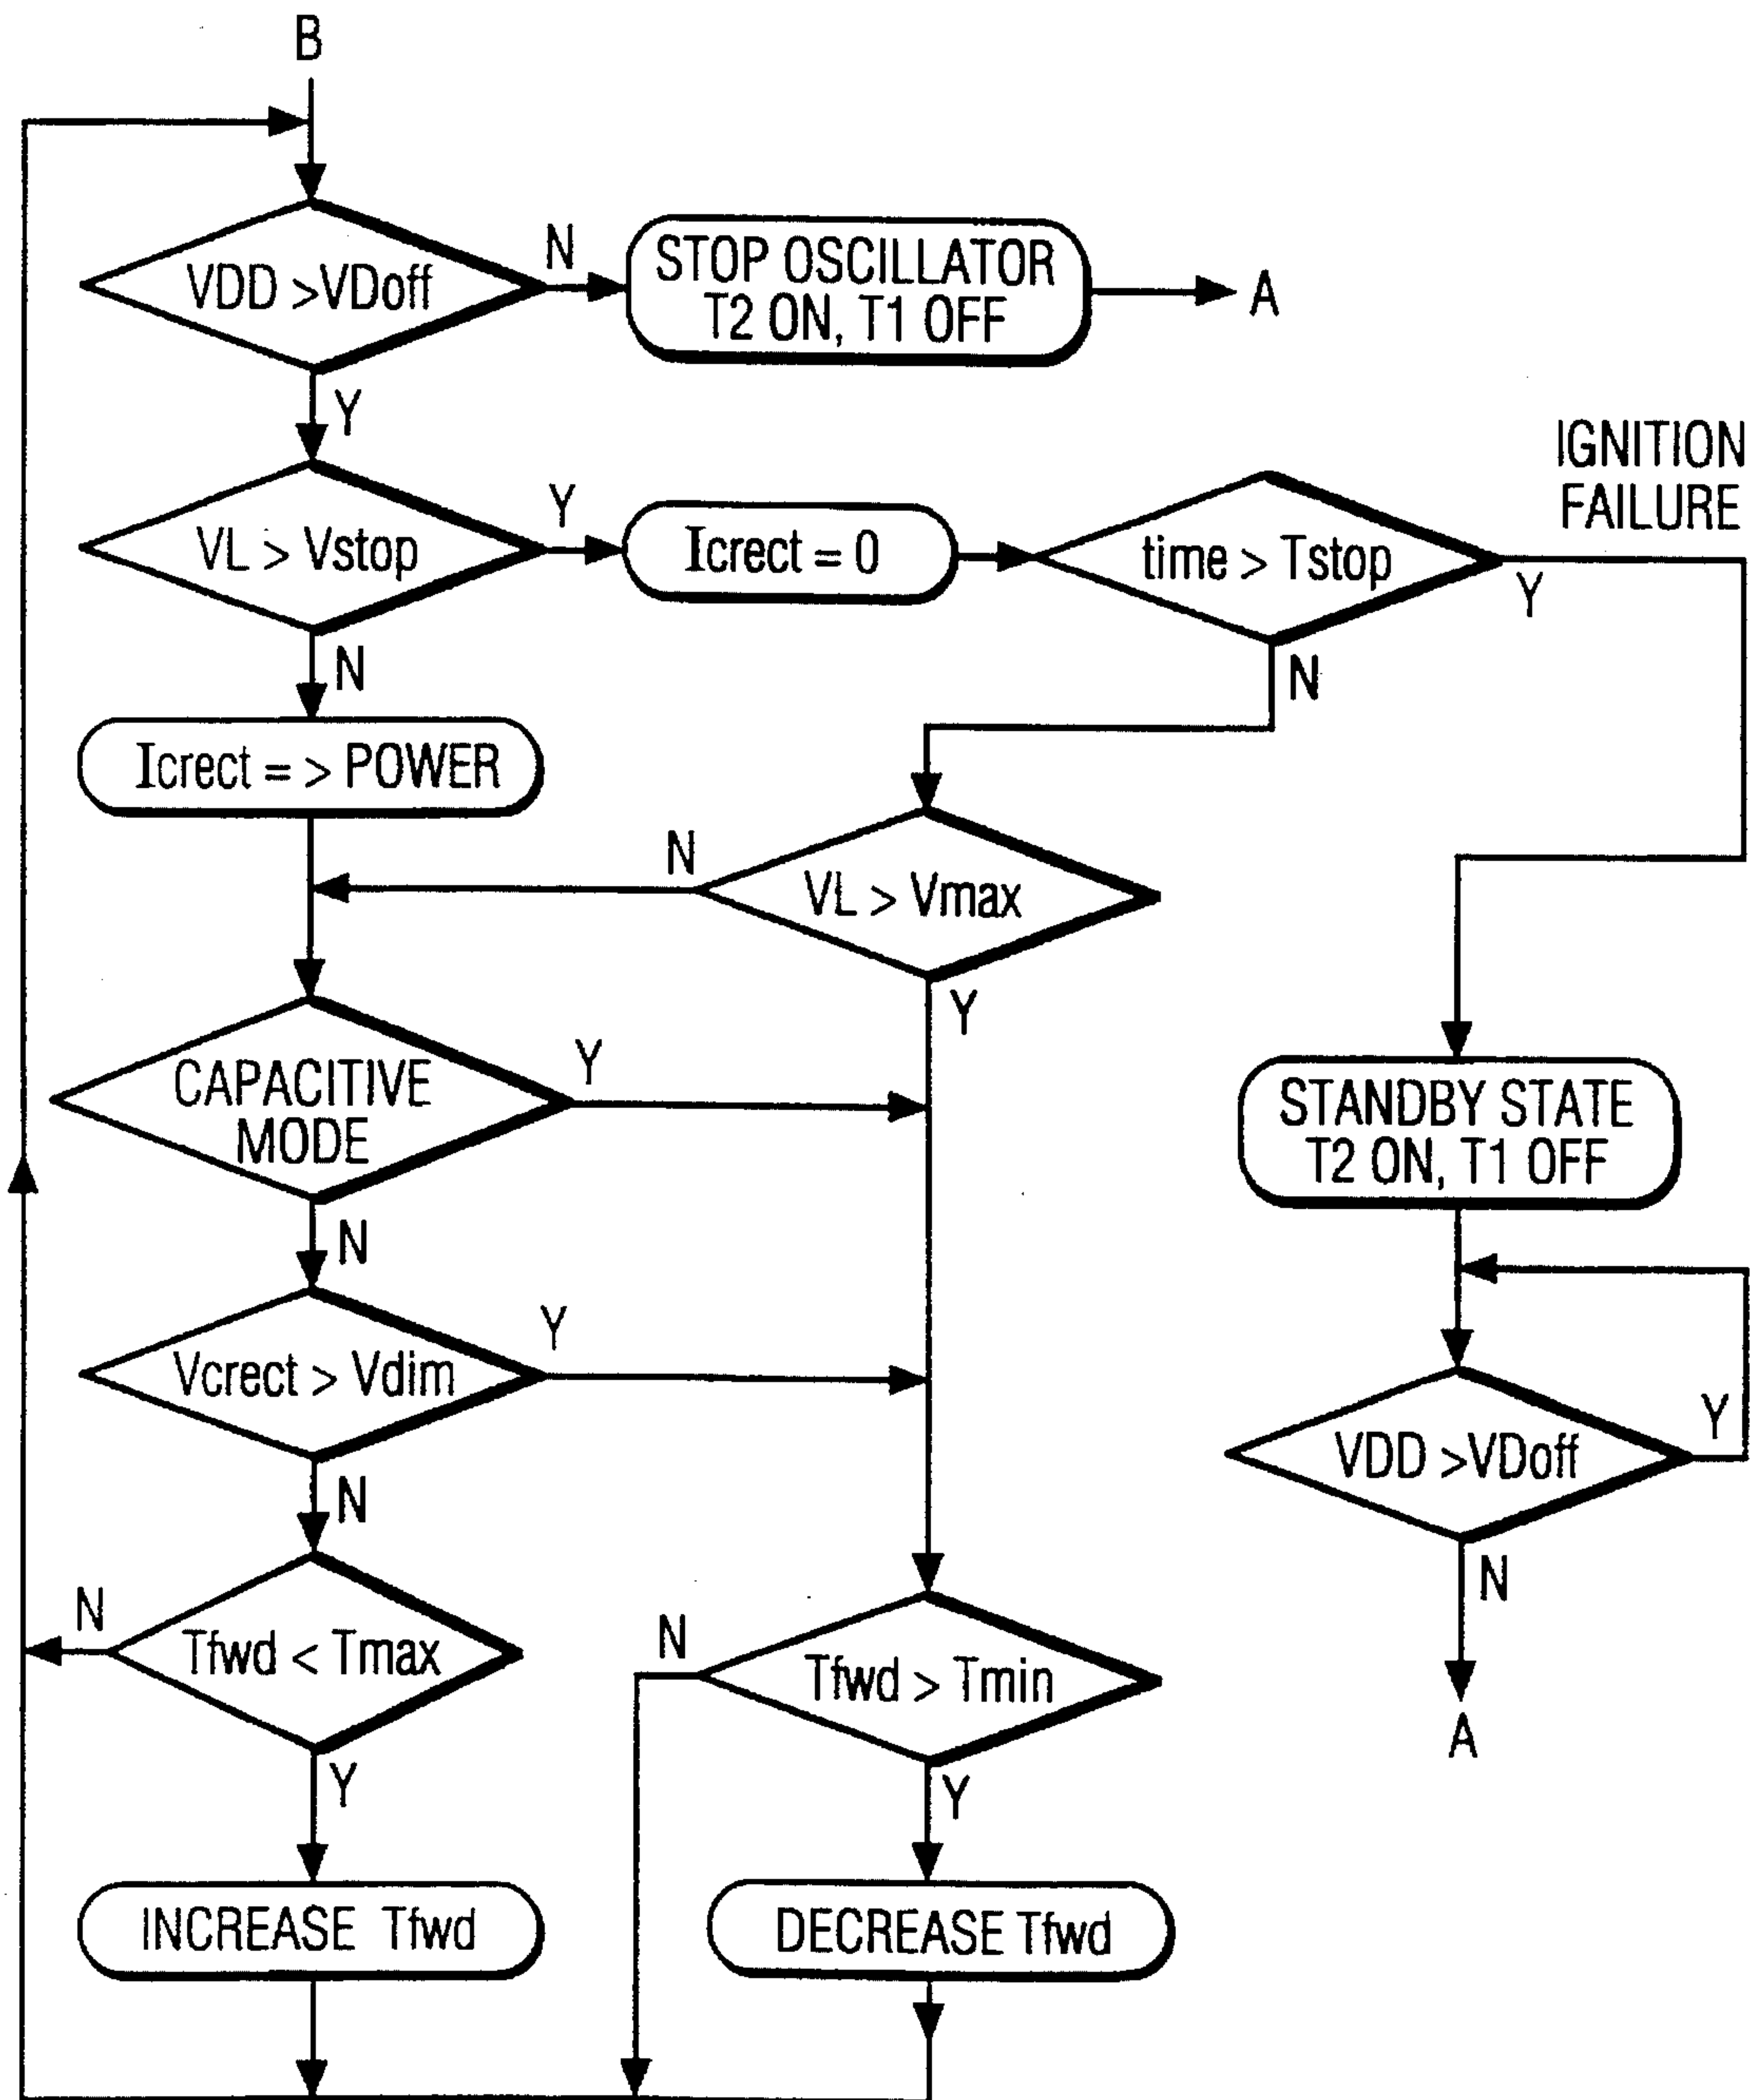 B
VDD >VDoff
N
STOP OSCILLATOR
T2 ON, T1 OFF
A
Y
VL > Vstop
Y
Icrect = 0
time > Tstop
IGNITION
FAILURE
Y
N
N
Icrect = > POWER
N
VL > Vmax
Y
CAPACITIVE
MODE
Y
STANDBY STATE
T2 ON, T1 OFF
N
Vcrect > Vdim
Y
VDD >VDoff
Y
N
N
N
Tfwd < Tmax
N
Tfwd > Tmin
A
Y
Y
INCREASE Tfwd
DECREASE Tfwd